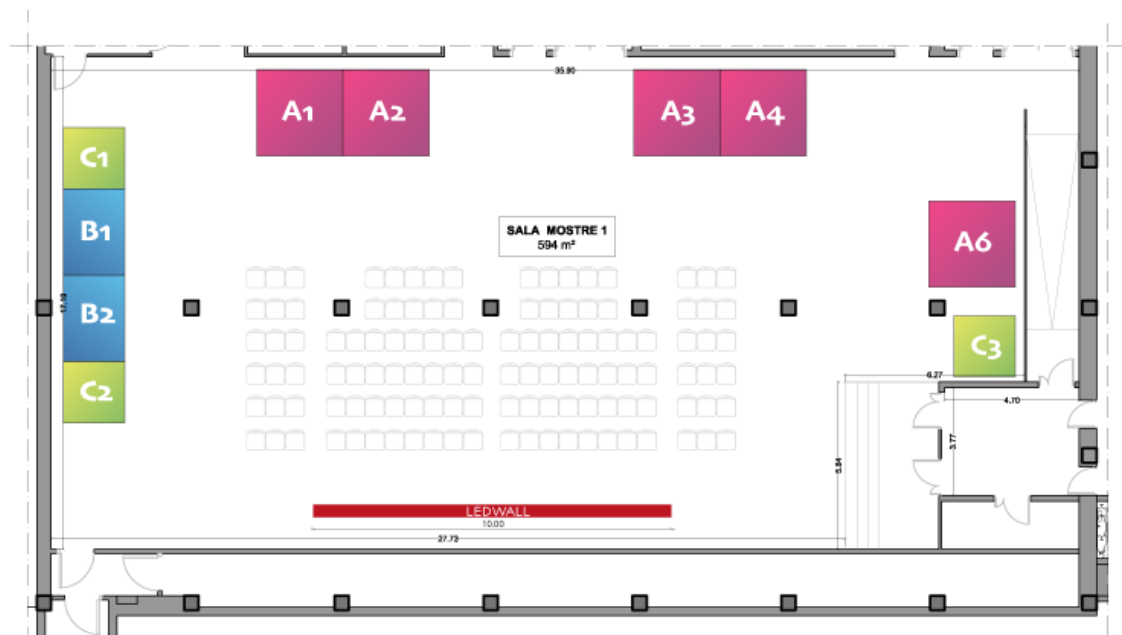 35.90
A1 A2 A3 A4
C1
B1
A6
SALA MOSTRE 1
594 m²
B2
C3
C2
6.27
4.70
3.77
5.84
LEDWALL
10.00
27.73